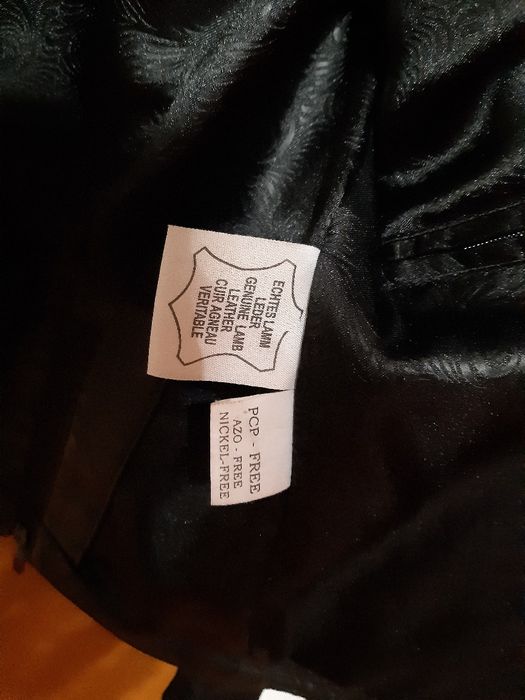 ECHTES LAMM
LEDER
GENUINE LAMB
LEATHER
CUIR AGNEAU
VERITABLE
PCP - FREE
AZO - FREE
NICKEL-FREE